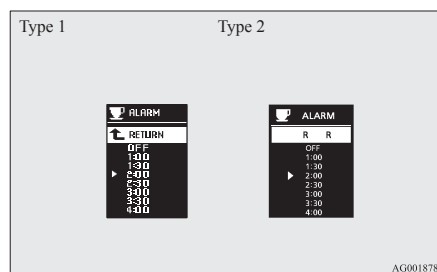 Type 1
Type 2
ALARM
RETURN
OFF
1:00
1:30
2:00
2:30
3:00
3:30
4:00
ALARM
R R
OFF
1:00
1:30
2:00
2:30
3:00
3:30
4:00
AG001878